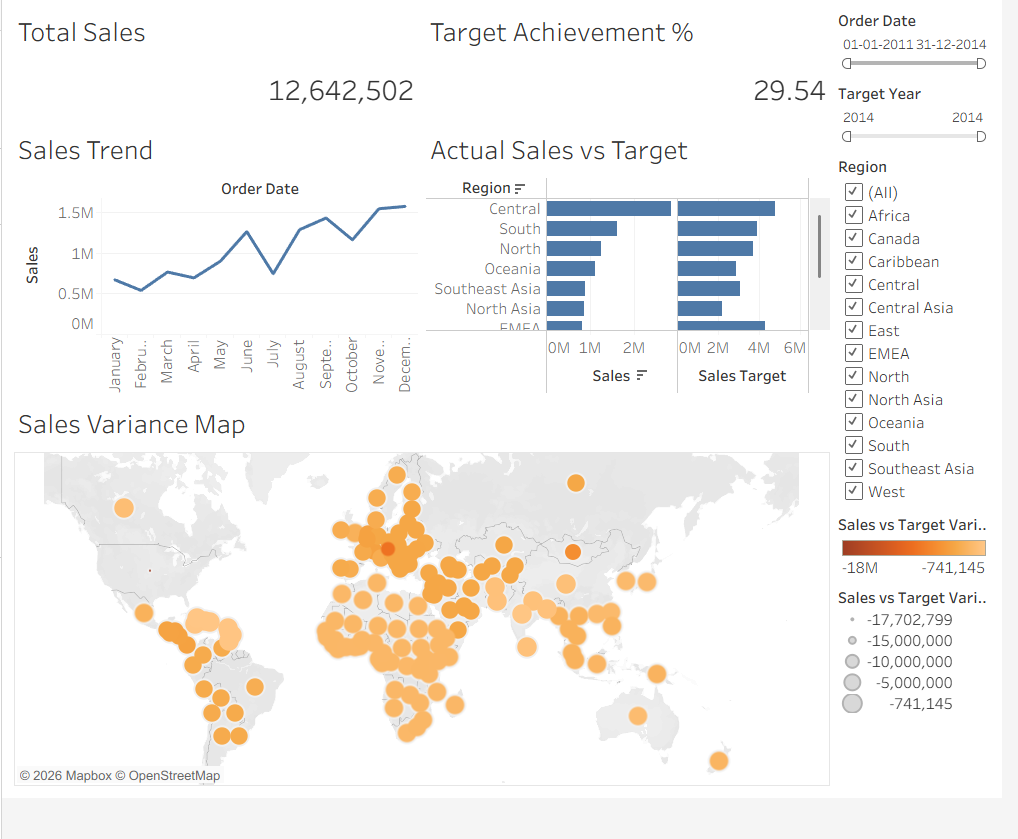 Total Sales
12,642,502
Target Achievement %
29.54
Sales Trend
Order Date
Sales
1.5M
1M
0.5M
0M
January
Febru..
March
April
May
June
July
August
Septe..
October
Nove..
Decem..
Actual Sales vs Target
Region
Central
South
North
Oceania
Southeast Asia
North Asia
EMEA
0M 1M 2M
0M 2M 4M 6M
Sales
Sales Target
Sales Variance Map
© 2026 Mapbox © OpenStreetMap
Order Date
01-01-2011 31-12-2014
Target Year
2014 2014
Region
(All)
Africa
Canada
Caribbean
Central
Central Asia
East
EMEA
North
North Asia
Oceania
South
Southeast Asia
West
Sales vs Target Vari..
-18M -741,145
Sales vs Target Vari..
-17,702,799
-15,000,000
-10,000,000
-5,000,000
-741,145